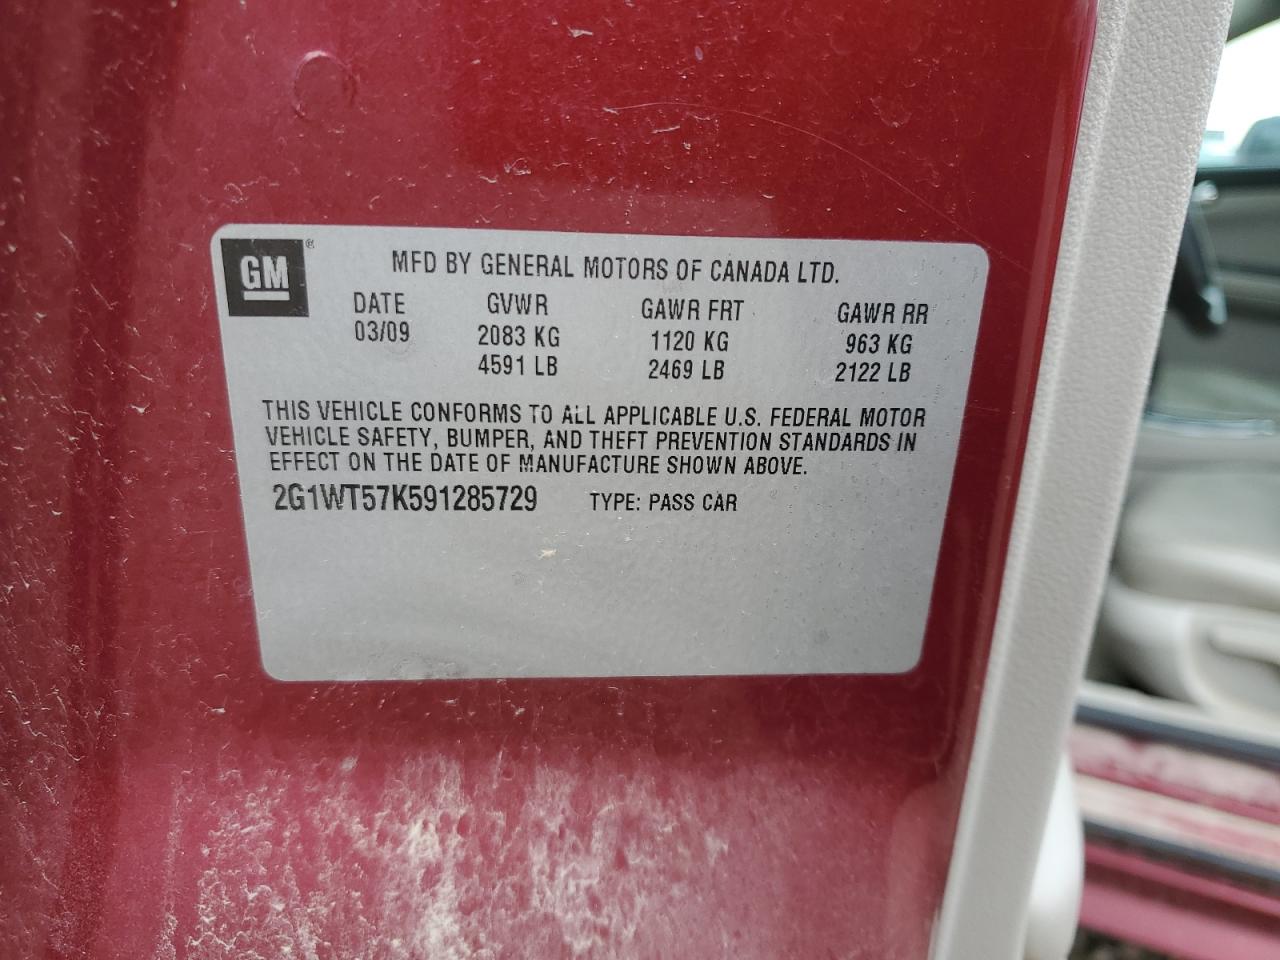 GM ®
MFD BY GENERAL MOTORS OF CANADA LTD.
DATE GVWR GAWR FRT GAWR RR
03/09 2083 KG 1120 KG 963 KG
4591 LB 2469 LB 2122 LB
THIS VEHICLE CONFORMS TO ALL APPLICABLE U.S. FEDERAL MOTOR
VEHICLE SAFETY, BUMPER, AND THEFT PREVENTION STANDARDS IN
EFFECT ON THE DATE OF MANUFACTURE SHOWN ABOVE.
2G1WT57K591285729 TYPE: PASS CAR